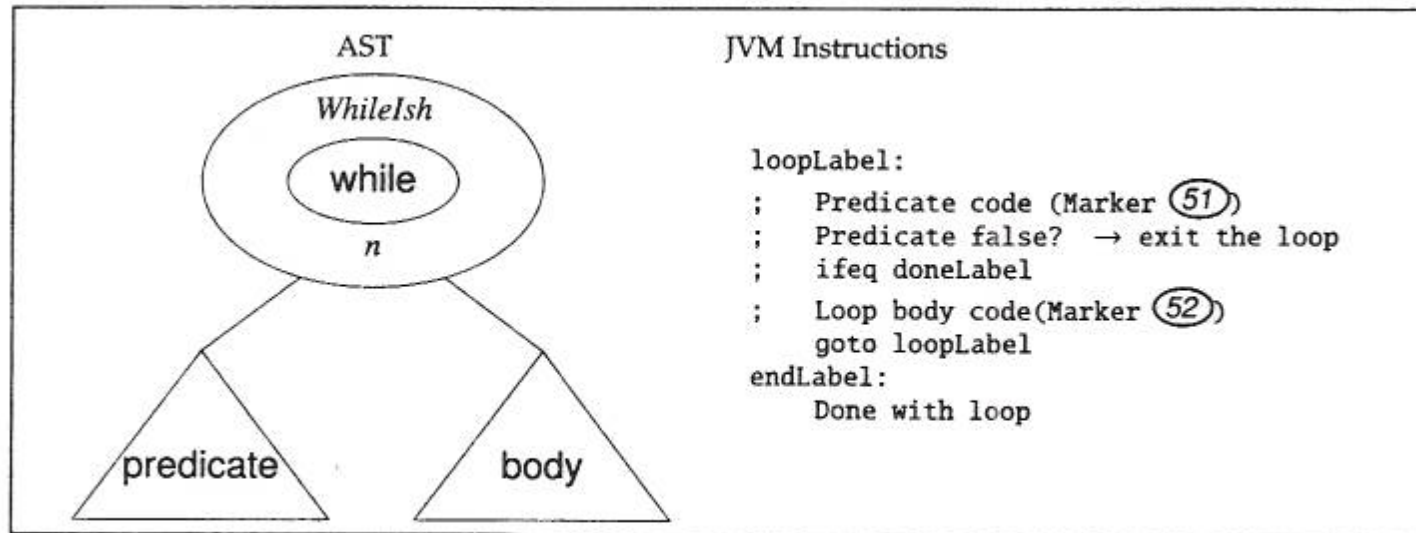 AST
WhileIsh
while
n
predicate
body
JVM Instructions
loopLabel:
; Predicate code (Marker 51)
; Predicate false? → exit the loop
; ifeq doneLabel
; Loop body code(Marker 52)
goto loopLabel
endLabel:
Done with loop